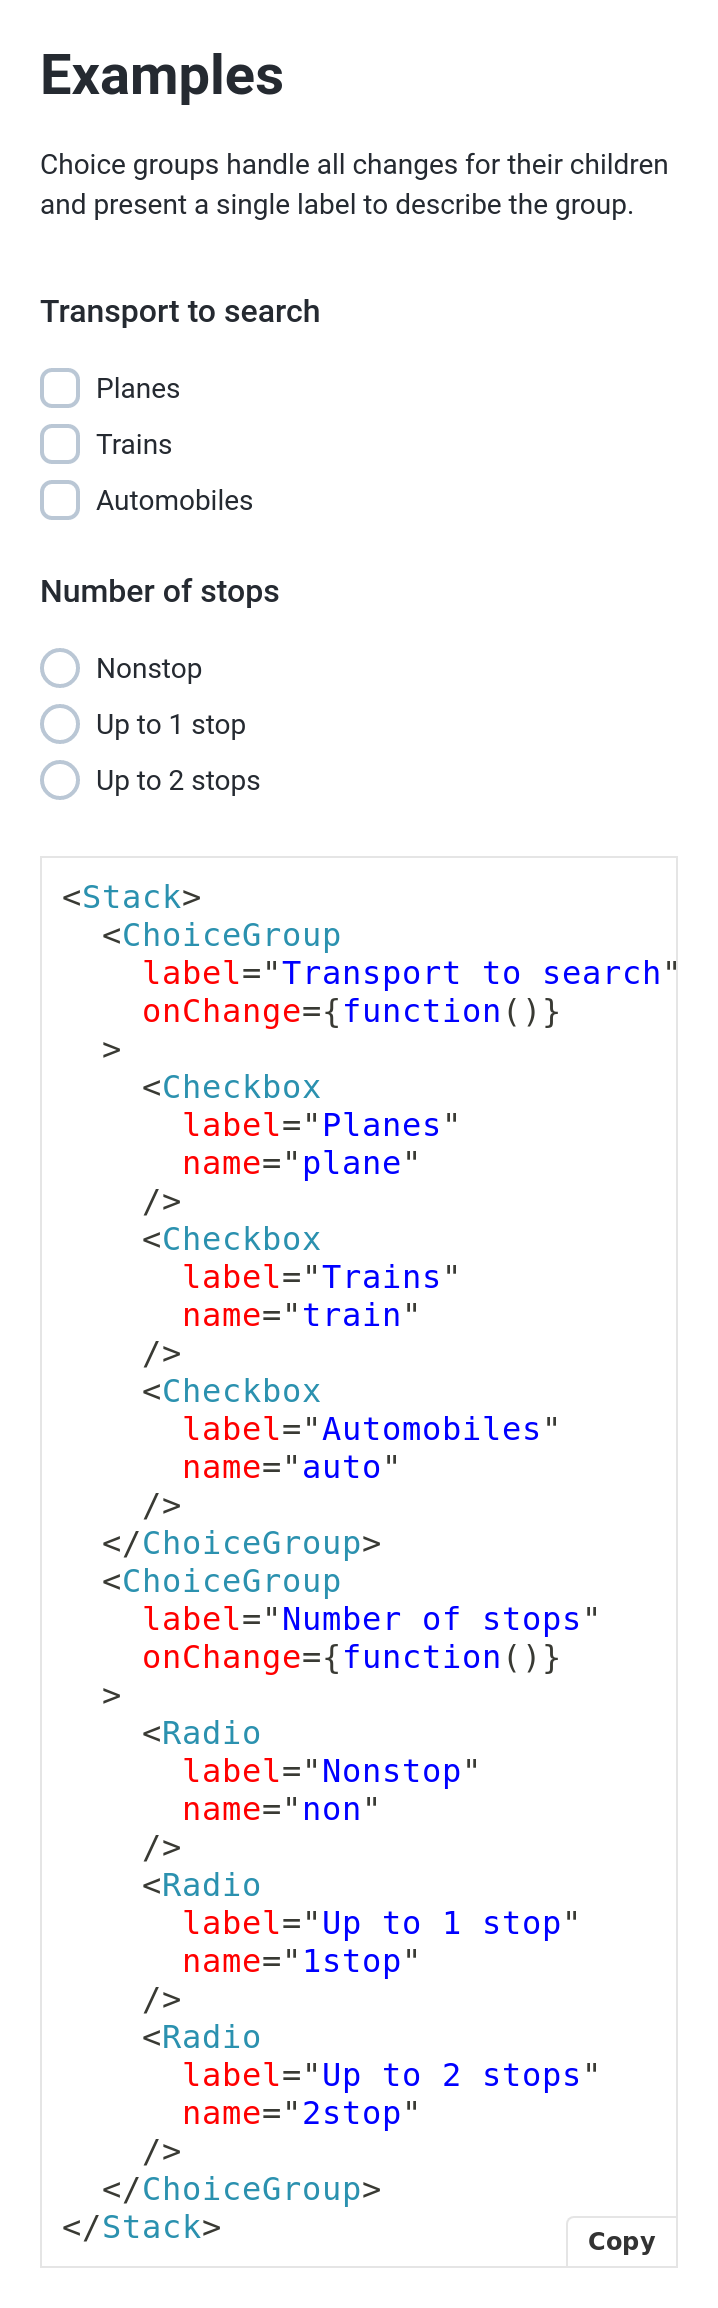 Examples
Choice groups handle all changes for their children
and present a single label to describe the group.
Transport to search
Planes
Trains
Automobiles
Number of stops
Nonstop
Up to 1 stop
Up to 2 stops
<Stack>
  <ChoiceGroup
    label="Transport to search"
    onChange={function()}
  >
    <Checkbox
      label="Planes"
      name="plane"
    />
    <Checkbox
      label="Trains"
      name="train"
    />
    <Checkbox
      label="Automobiles"
      name="auto"
    />
  </ChoiceGroup>
  <ChoiceGroup
    label="Number of stops"
    onChange={function()}
  >
    <Radio
      label="Nonstop"
      name="non"
    />
    <Radio
      label="Up to 1 stop"
      name="1stop"
    />
    <Radio
      label="Up to 2 stops"
      name="2stop"
    />
  </ChoiceGroup>
</Stack>
Copy